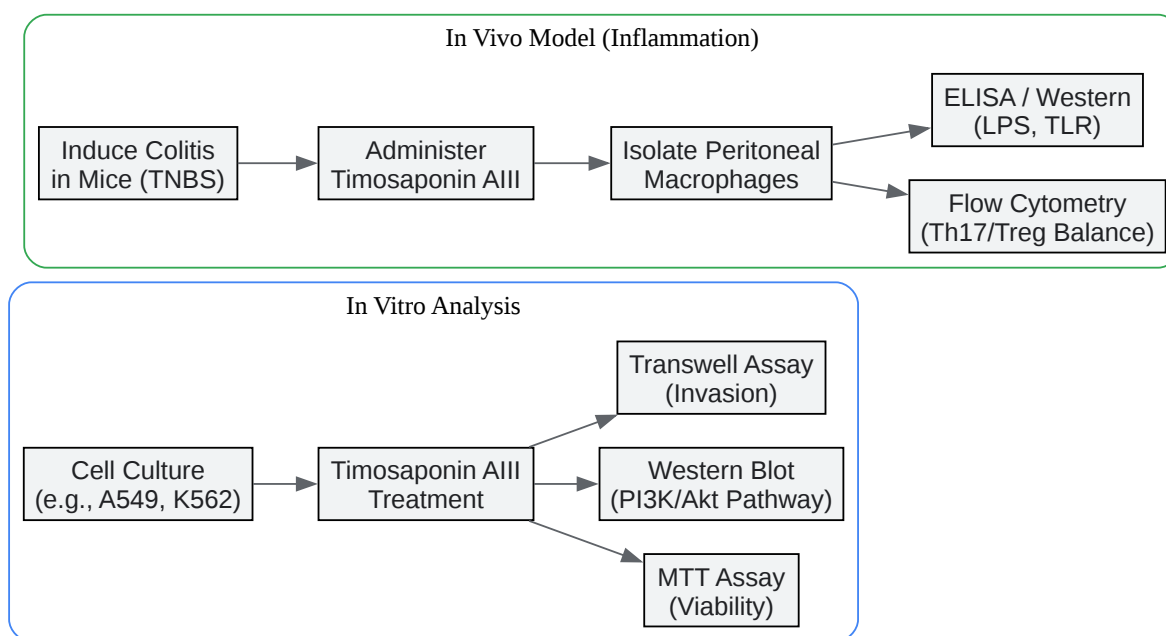 In Vivo Model (Inflammation)
Induce Colitis
in Mice (TNBS)
Administer
Timosaponin AIII
Isolate Peritoneal
Macrophages
ELISA / Western
(LPS, TLR)
Flow Cytometry
(Th17/Treg Balance)
In Vitro Analysis
Cell Culture
(e.g., A549, K562)
Timosaponin AIII
Treatment
Transwell Assay
(Invasion)
Western Blot
(PI3K/Akt Pathway)
MTT Assay
(Viability)